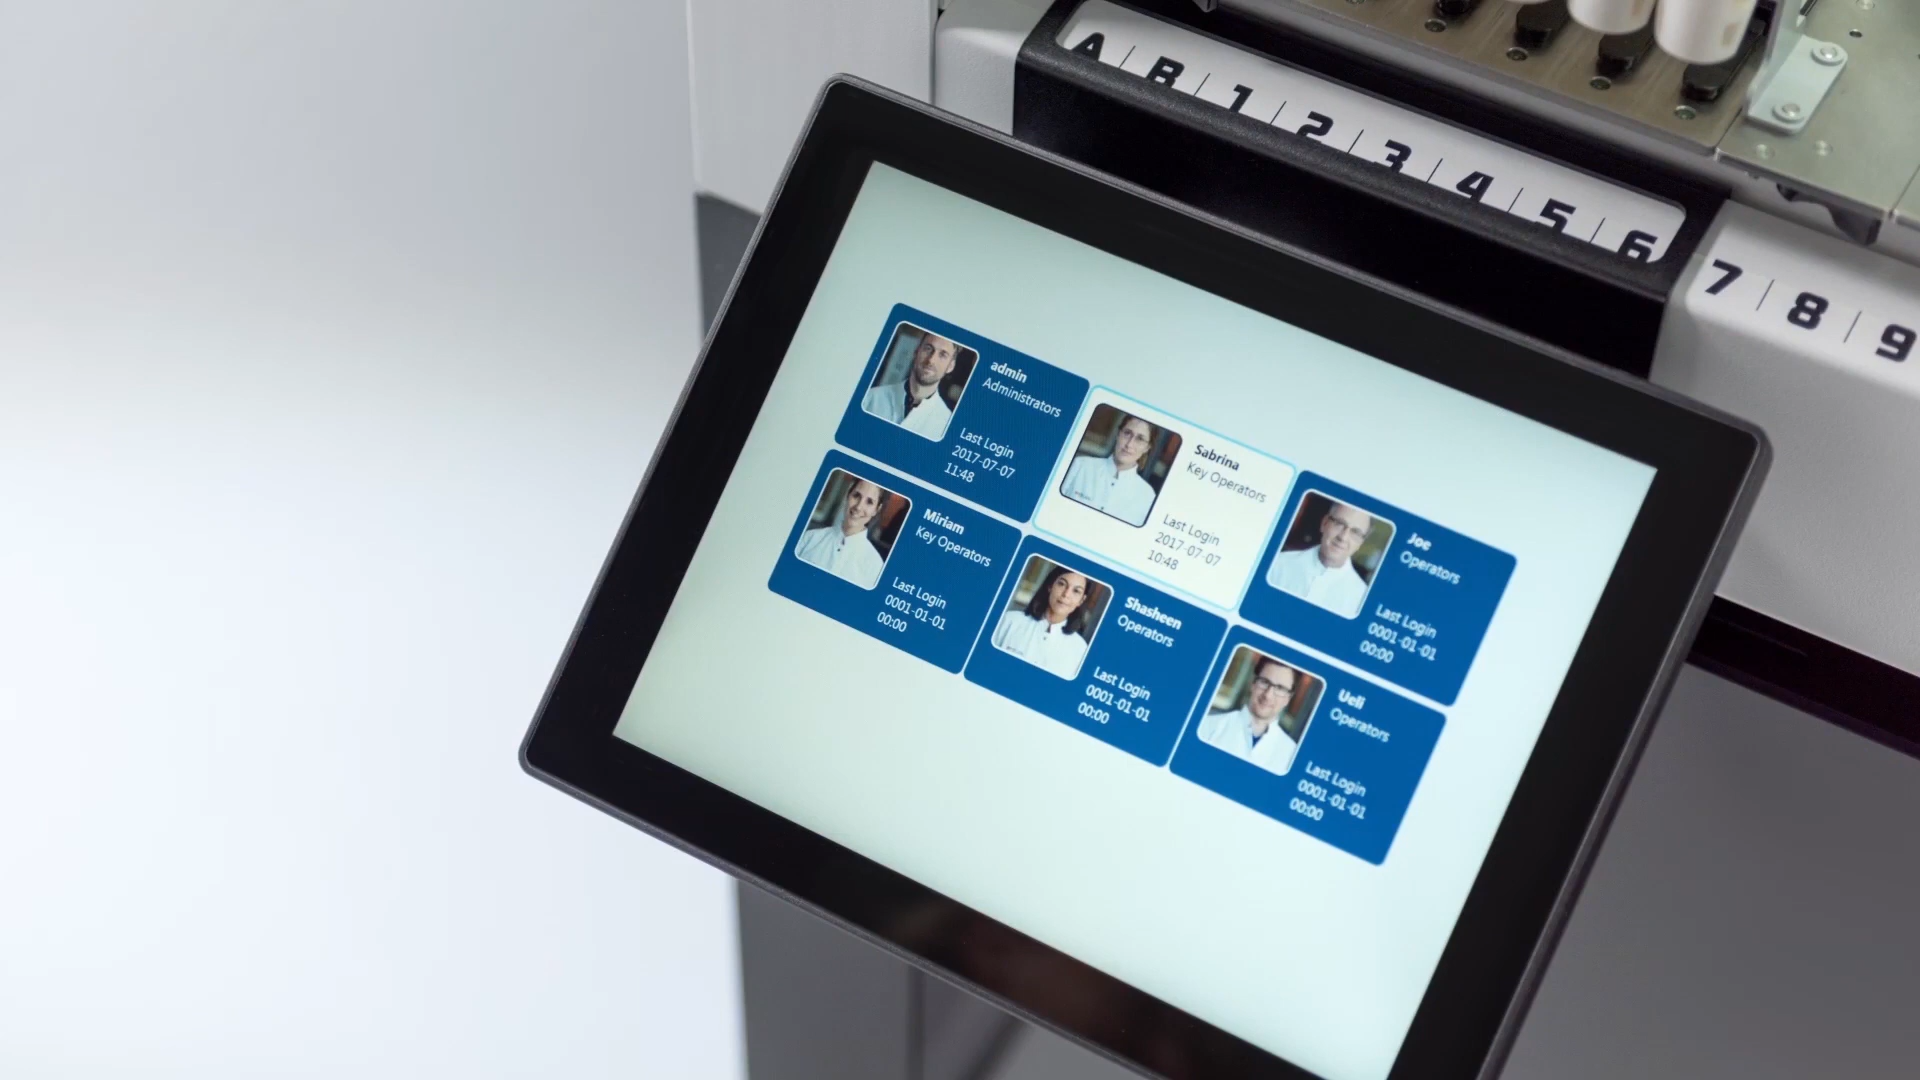 A | B | 1 | 2 | 3 | 4 | 5 | 6
7 | 8 | 9
admin
Administrators
Last Login
2017-07-07
11:48
Sabrina
Key Operators
Last Login
2017-07-07
10:48
Joe
Operators
Last Login
0001-01-01
00:00
Miriam
Key Operators
Last Login
0001-01-01
00:00
Shasheen
Operators
Last Login
0001-01-01
00:00
Ueli
Operators
Last Login
0001-01-01
00:00